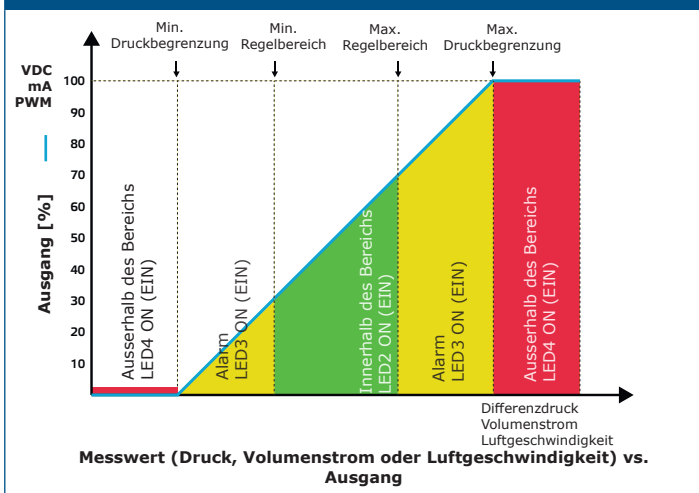 Min.
Druckbegrenzung
Min.
Regelbereich
Max.
Regelbereich
Max.
Druckbegrenzung
VDC
mA
PWM
Ausgang [%]
100
90
80
70
60
50
40
30
20
10
Ausserhalb des Bereichs
LED4 ON (EIN)
Alarm
LED3 ON (EIN)
Innerhalb des Bereichs
LED2 ON (EIN)
Alarm
LED3 ON (EIN)
Ausserhalb des Bereichs
LED4 ON (EIN)
Differenzdruck
Volumenstrom
Luftgeschwindigkeit
Messwert (Druck, Volumenstrom oder Luftgeschwindigkeit) vs.
Ausgang